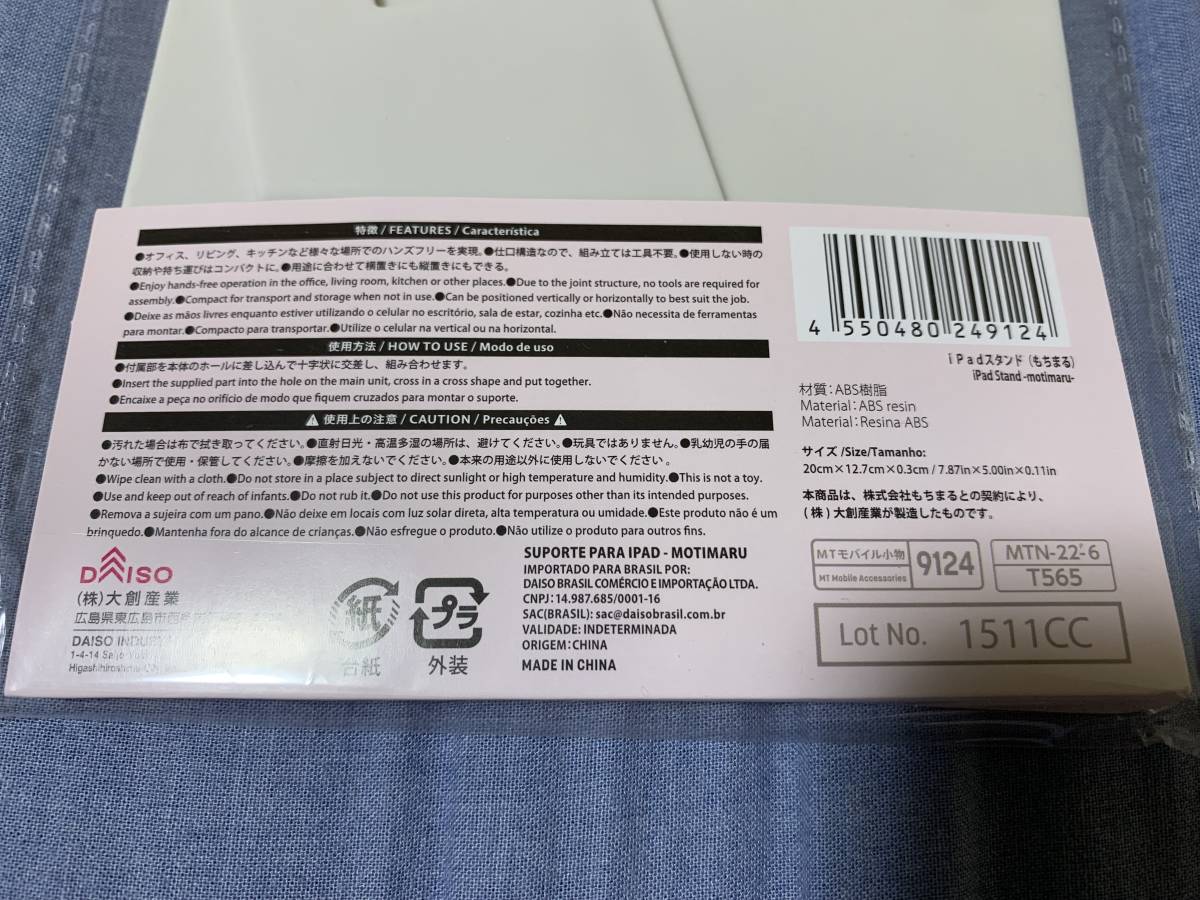 特徴 / FEATURES / Característica
●オフィス、リビング、キッチンなど様々な場所でのハンズフリーを実現。●仕口構造なので、組み立ては工具不要。●使用しない時の
収納や持ち運びはコンパクトに。●用途に合わせて横置きにも縦置きにもできる。
●Enjoy hands-free operation in the office, living room, kitchen or other places.●Due to the joint structure, no tools are required for
assembly.●Compact for transport and storage when not in use.●Can be positioned vertically or horizontally to best suit the job.
●Deixe as mãos livres enquanto estiver utilizando o celular no escritório, sala de estar, cozinha etc.●Não necessita de ferramentas
para montar.●Compacto para transportar.●Utilize o celular na vertical ou na horizontal.
使用方法 / HOW TO USE / Modo de uso
●付属部を本体のホールに差し込んで十字状に交差し、組み合わせます。
●Insert the supplied part into the hole on the main unit, cross in a cross shape and put together.
●Encaixe a peça no orifício de modo que fiquem cruzados para montar o suporte.
⚠ 使用上の注意 / CAUTION / Precauções ⚠
●汚れた場合は布で拭き取ってください。●直射日光・高温多湿の場所は、避けてください。●玩具ではありません。●乳幼児の手の届
かない場所で使用・保管してください。●摩擦を加えないでください。●本来の用途以外に使用しないでください。
●Wipe clean with a cloth.●Do not store in a place subject to direct sunlight or high temperature and humidity.●This is not a toy.
●Use and keep out of reach of infants.●Do not rub it.●Do not use this product for purposes other than its intended purposes.
●Remova a sujeira com um pano.●Não deixe em locais com luz solar direta, alta temperatura ou umidade.●Este produto não é um
brinquedo.●Mantenha fora do alcance de crianças.●Não esfregue o produto.●Não utilize o produto para outros fins.
DAISO
(株)大創産業
広島県東広島市西
DAISO
1-4-14
紙
台紙
プラ
外装
SUPORTE PARA IPAD - MOTIMARU
IMPORTADO PARA BRASIL POR:
DAISO BRASIL COMÉRCIO E IMPORTAÇÃO LTDA.
CNPJ: 14.987.685/0001-16
SAC(BRASIL): sac@daisobrasil.com.br
VALIDADE: INDETERMINADA
ORIGEM: CHINA
MADE IN CHINA
4 550480 249124
iPadスタンド（もちまる）
iPad Stand -motimaru-
材質：ABS樹脂
Material：ABS resin
Material：Resina ABS
サイズ /Size/Tamanho:
20cm×12.7cm×0.3cm / 7.87in×5.00in×0.11in
本商品は、株式会社もちまるとの契約により、
(株) 大創産業が製造したものです。
MTモバイル小物
MT Mobile Accessories
9124
MTN-22'-6
T565
Lot No. 1511CC